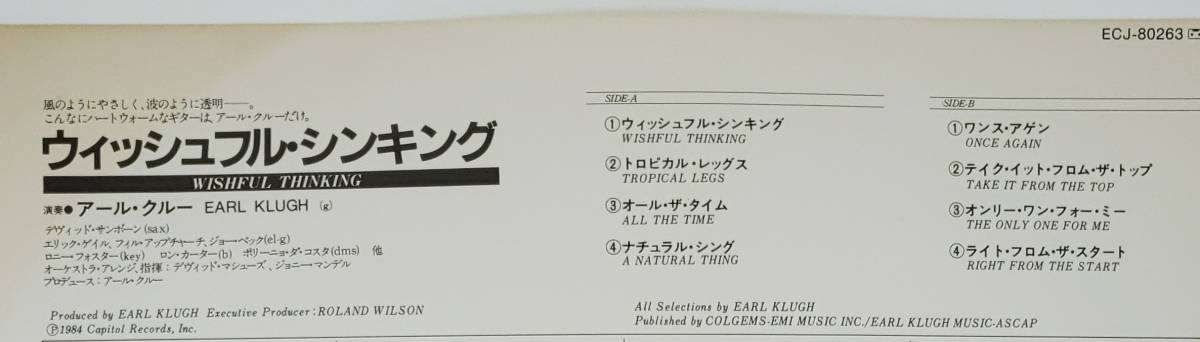 ECJ-80263
風のようにやさしく、波のように透明——。
こんなにハートウォームなギターは、アール・クルーだけ。
ウィッシュフル・シンキング
WISHFUL THINKING
演奏●アール・クルー EARL KLUGH (g)
デヴィッド・サンボーン(sax)
エリック・ゲイル、フィル・アップチャーチ、ジョー・ベック(el-g)
ロニー・フォスター(key) ロン・カーター(b) ポリーニョ・ダ・コスタ(dms) 他
オーケストラ・アレンジ、指揮:デヴィッド・マシューズ、ジョニー・マンデル
プロデュース:アール・クルー
Produced by EARL KLUGH Executive Producer:ROLAND WILSON
Ⓟ1984 Capitol Records, Inc.
SIDE-A
①ウィッシュフル・シンキング
WISHFUL THINKING
②トロピカル・レッグス
TROPICAL LEGS
③オール・ザ・タイム
ALL THE TIME
④ナチュラル・シング
A NATURAL THING
All Selections by EARL KLUGH
Published by COLGEMS-EMI MUSIC INC./EARL KLUGH MUSIC-ASCAP
SIDE-B
①ワンス・アゲン
ONCE AGAIN
②テイク・イット・フロム・ザ・トップ
TAKE IT FROM THE TOP
③オンリー・ワン・フォー・ミー
THE ONLY ONE FOR ME
④ライト・フロム・ザ・スタート
RIGHT FROM THE START